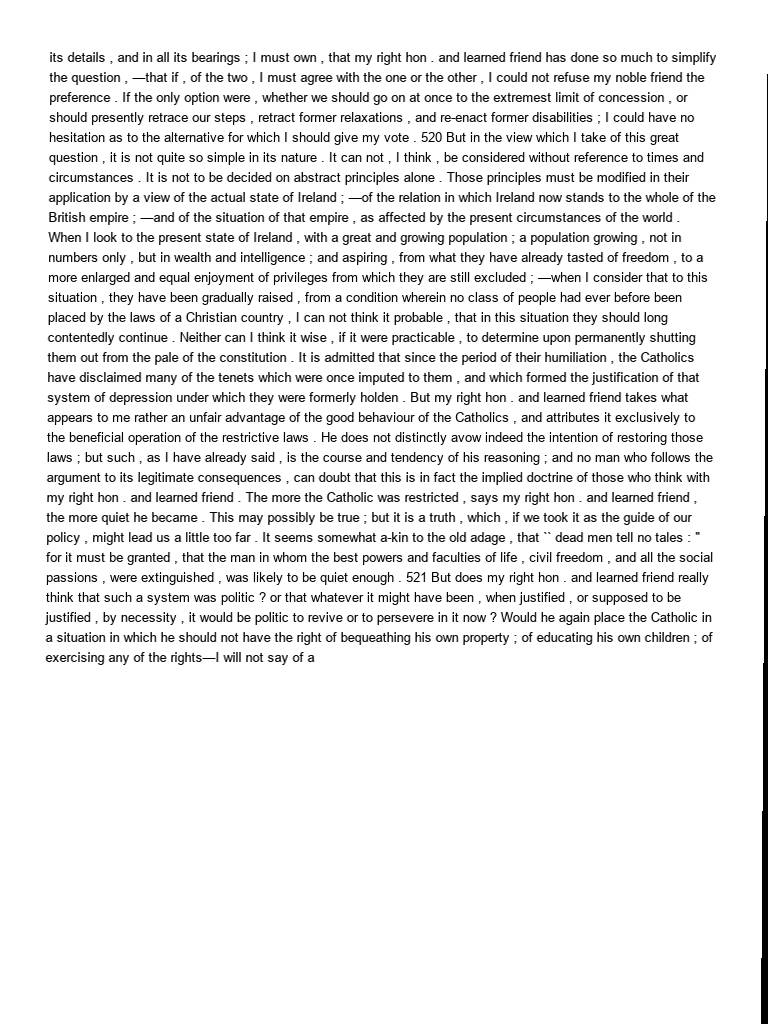 its details , and in all its bearings ; I must own , that my right hon . and learned friend has done so much to simplify
the question , —that if , of the two , I must agree with the one or the other , I could not refuse my noble friend the
preference . If the only option were , whether we should go on at once to the extremest limit of concession , or
should presently retrace our steps , retract former relaxations , and re-enact former disabilities ; I could have no
hesitation as to the alternative for which I should give my vote . 520 But in the view which I take of this great
question , it is not quite so simple in its nature . It can not , I think , be considered without reference to times and
circumstances . It is not to be decided on abstract principles alone . Those principles must be modified in their
application by a view of the actual state of Ireland ; —of the relation in which Ireland now stands to the whole of the
British empire ; —and of the situation of that empire , as affected by the present circumstances of the world .
When I look to the present state of Ireland , with a great and growing population ; a population growing , not in
numbers only , but in wealth and intelligence ; and aspiring , from what they have already tasted of freedom , to a
more enlarged and equal enjoyment of privileges from which they are still excluded ; —when I consider that to this
situation , they have been gradually raised , from a condition wherein no class of people had ever before been
placed by the laws of a Christian country , I can not think it probable , that in this situation they should long
contentedly continue . Neither can I think it wise , if it were practicable , to determine upon permanently shutting
them out from the pale of the constitution . It is admitted that since the period of their humiliation , the Catholics
have disclaimed many of the tenets which were once imputed to them , and which formed the justification of that
system of depression under which they were formerly holden . But my right hon . and learned friend takes what
appears to me rather an unfair advantage of the good behaviour of the Catholics , and attributes it exclusively to
the beneficial operation of the restrictive laws . He does not distinctly avow indeed the intention of restoring those
laws ; but such , as I have already said , is the course and tendency of his reasoning ; and no man who follows the
argument to its legitimate consequences , can doubt that this is in fact the implied doctrine of those who think with
my right hon . and learned friend . The more the Catholic was restricted , says my right hon . and learned friend ,
the more quiet he became . This may possibly be true ; but it is a truth , which , if we took it as the guide of our
policy , might lead us a little too far . It seems somewhat a-kin to the old adage , that `` dead men tell no tales : "
for it must be granted , that the man in whom the best powers and faculties of life , civil freedom , and all the social
passions , were extinguished , was likely to be quiet enough . 521 But does my right hon . and learned friend really
think that such a system was politic ? or that whatever it might have been , when justified , or supposed to be
justified , by necessity , it would be politic to revive or to persevere in it now ? Would he again place the Catholic in
a situation in which he should not have the right of bequeathing his own property ; of educating his own children ; of
exercising any of the rights—I will not say of a